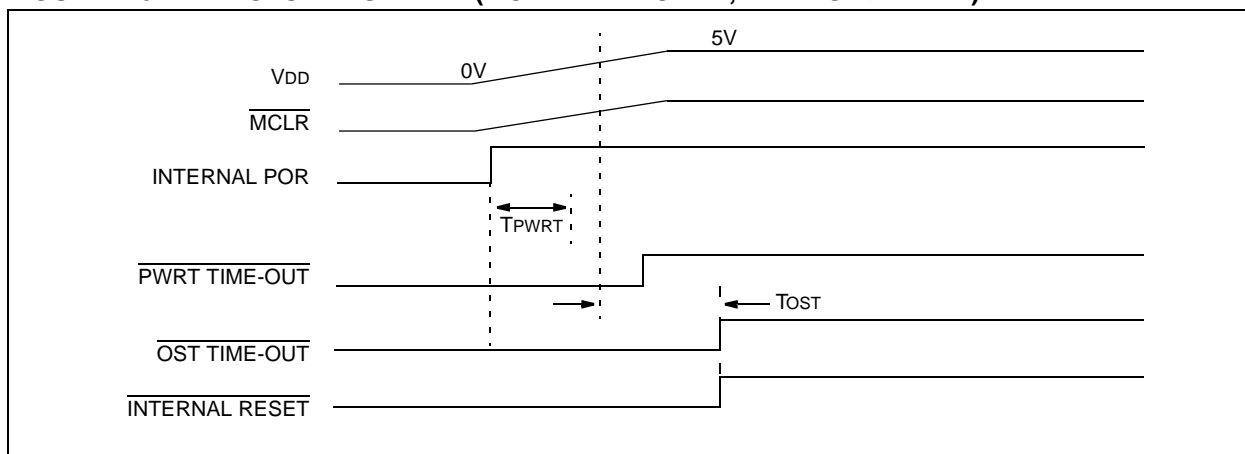 5V
VDD
0V
MCLR
INTERNAL POR
TPWRT
PWRT TIME-OUT
TOST
OST TIME-OUT
INTERNAL RESET